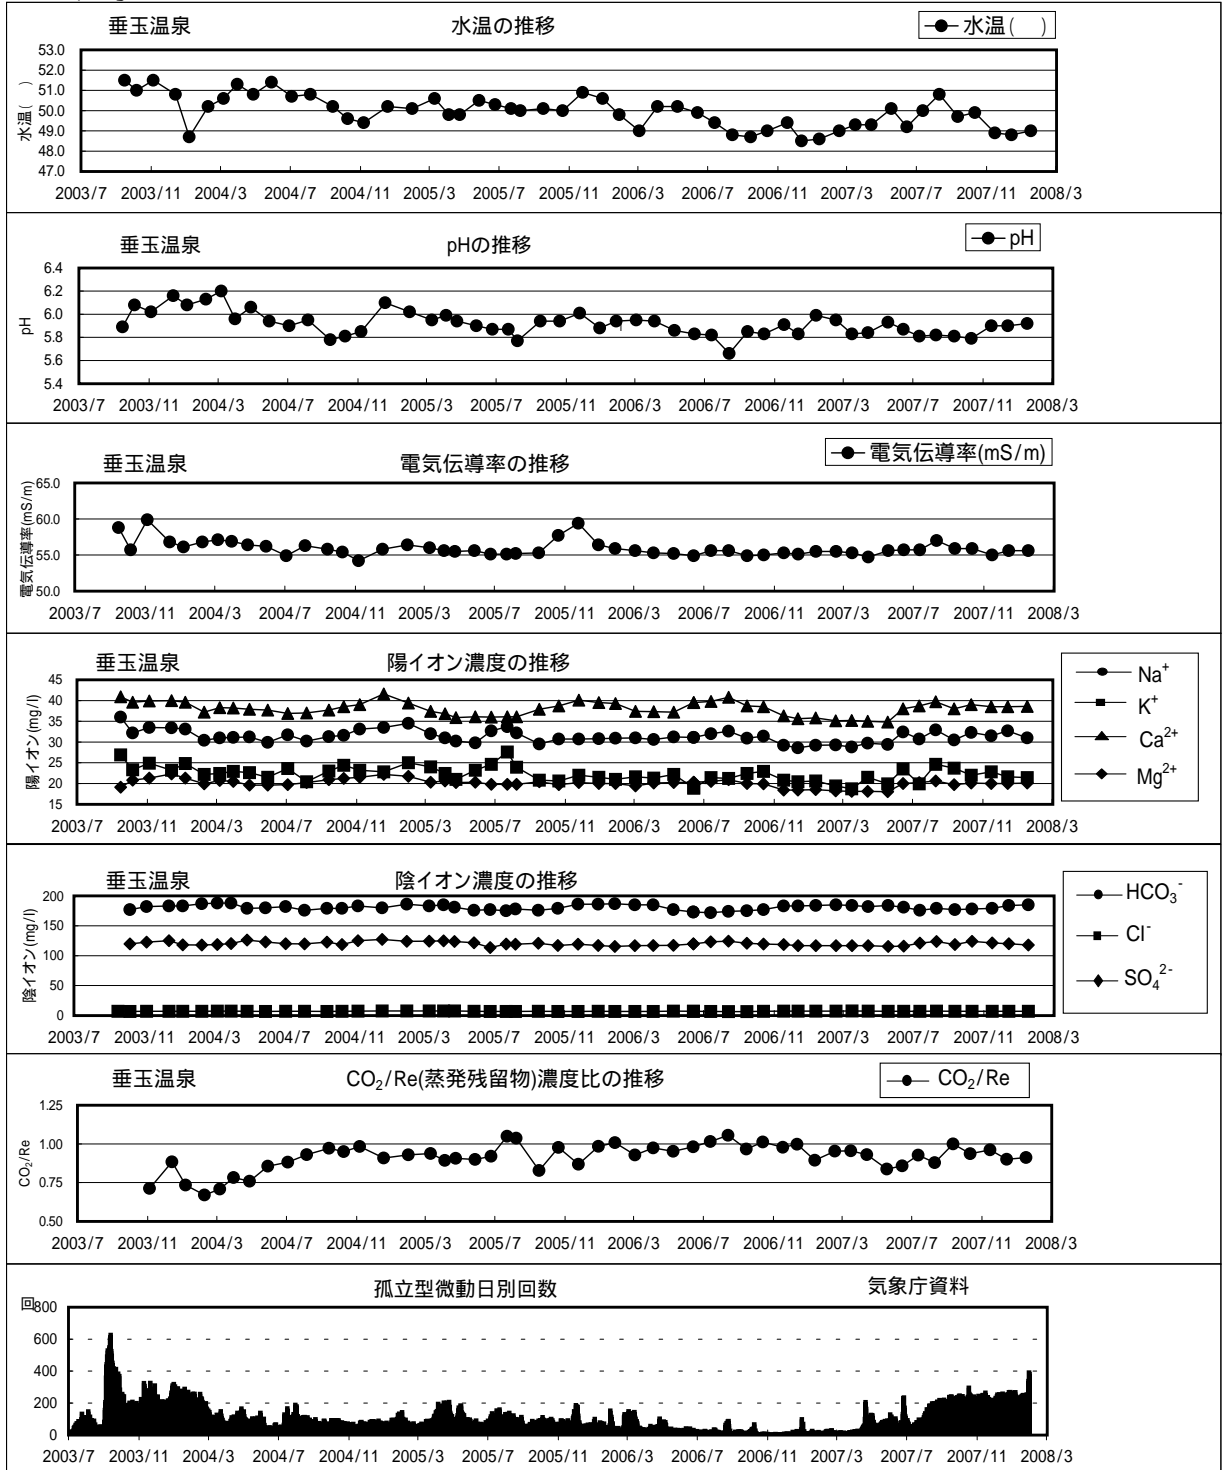 垂玉温泉 水温の推移 水温( )
水温( )
53.0
52.0
51.0
50.0
49.0
48.0
47.0
2003/7 2003/11 2004/3 2004/7 2004/11 2005/3 2005/7 2005/11 2006/3 2006/7 2006/11 2007/3 2007/7 2007/11 2008/3
垂玉温泉 pHの推移 pH
pH
6.4
6.2
6.0
5.8
5.6
5.4
2003/7 2003/11 2004/3 2004/7 2004/11 2005/3 2005/7 2005/11 2006/3 2006/7 2006/11 2007/3 2007/7 2007/11 2008/3
垂玉温泉 電気伝導率の推移 電気伝導率(mS/m)
電気伝導率(mS/m)
65.0
60.0
55.0
50.0
2003/7 2003/11 2004/3 2004/7 2004/11 2005/3 2005/7 2005/11 2006/3 2006/7 2006/11 2007/3 2007/7 2007/11 2008/3
垂玉温泉 陽イオン濃度の推移
Na⁺
K⁺
Ca²⁺
Mg²⁺
陽イオン(mg/l)
45
40
35
30
25
20
15
2003/7 2003/11 2004/3 2004/7 2004/11 2005/3 2005/7 2005/11 2006/3 2006/7 2006/11 2007/3 2007/7 2007/11 2008/3
垂玉温泉 陰イオン濃度の推移
HCO₃⁻
Cl⁻
SO₄²⁻
陰イオン(mg/l)
200
150
100
50
0
2003/7 2003/11 2004/3 2004/7 2004/11 2005/3 2005/7 2005/11 2006/3 2006/7 2006/11 2007/3 2007/7 2007/11 2008/3
垂玉温泉 CO₂/Re(蒸発残留物)濃度比の推移 CO₂/Re
CO₂/Re
1.25
1.00
0.75
0.50
2003/7 2003/11 2004/3 2004/7 2004/11 2005/3 2005/7 2005/11 2006/3 2006/7 2006/11 2007/3 2007/7 2007/11 2008/3
孤立型微動日別回数 気象庁資料
回
800
600
400
200
0
2003/7 2003/11 2004/3 2004/7 2004/11 2005/3 2005/7 2005/11 2006/3 2006/7 2006/11 2007/3 2007/7 2007/11 2008/3